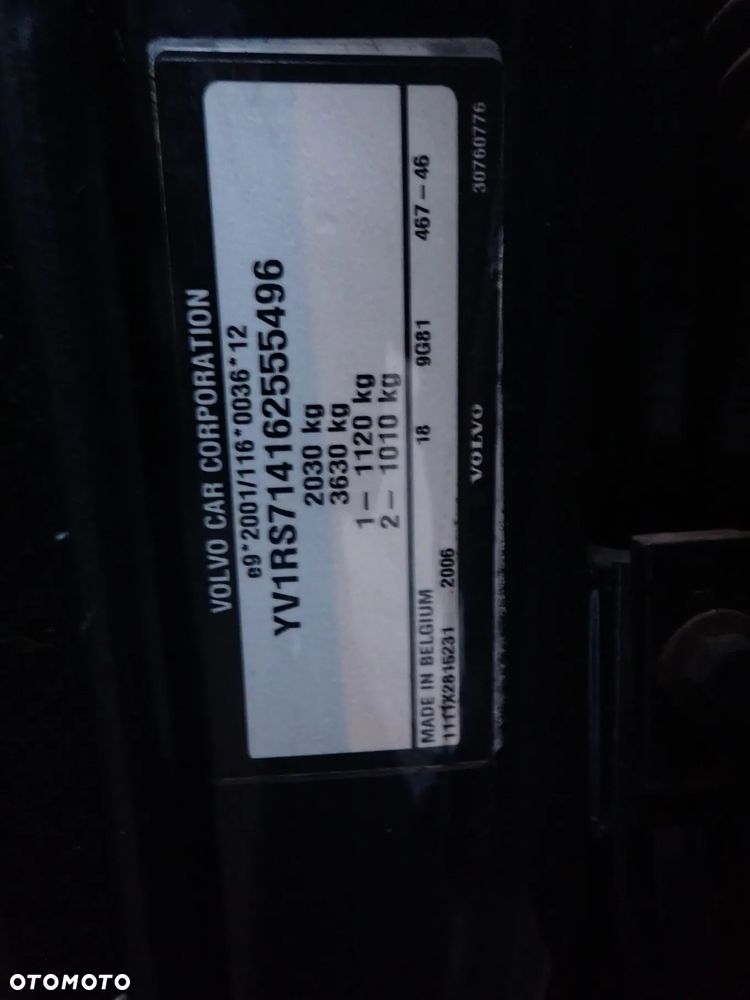 VOLVO CAR CORPORATION
e9*2001/116*0036*12
YV1RS714162555496
2030 kg
3630 kg
1– 1120 kg
2– 1010 kg
MADE IN BELGIUM 18 9G81 467–46
1111X2815231 2006
VOLVO 30760776
OTOMOTO